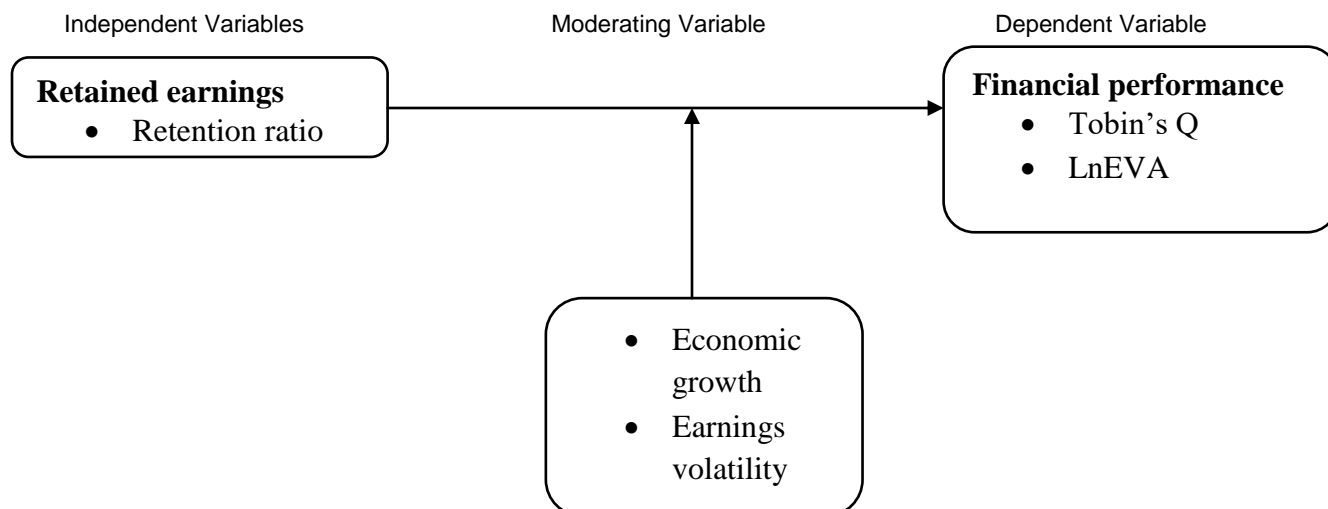 Independent Variables
Moderating Variable
Dependent Variable
Retained earnings
• Retention ratio
Financial performance
• Tobin’s Q
• LnEVA
• Economic
growth
• Earnings
volatility